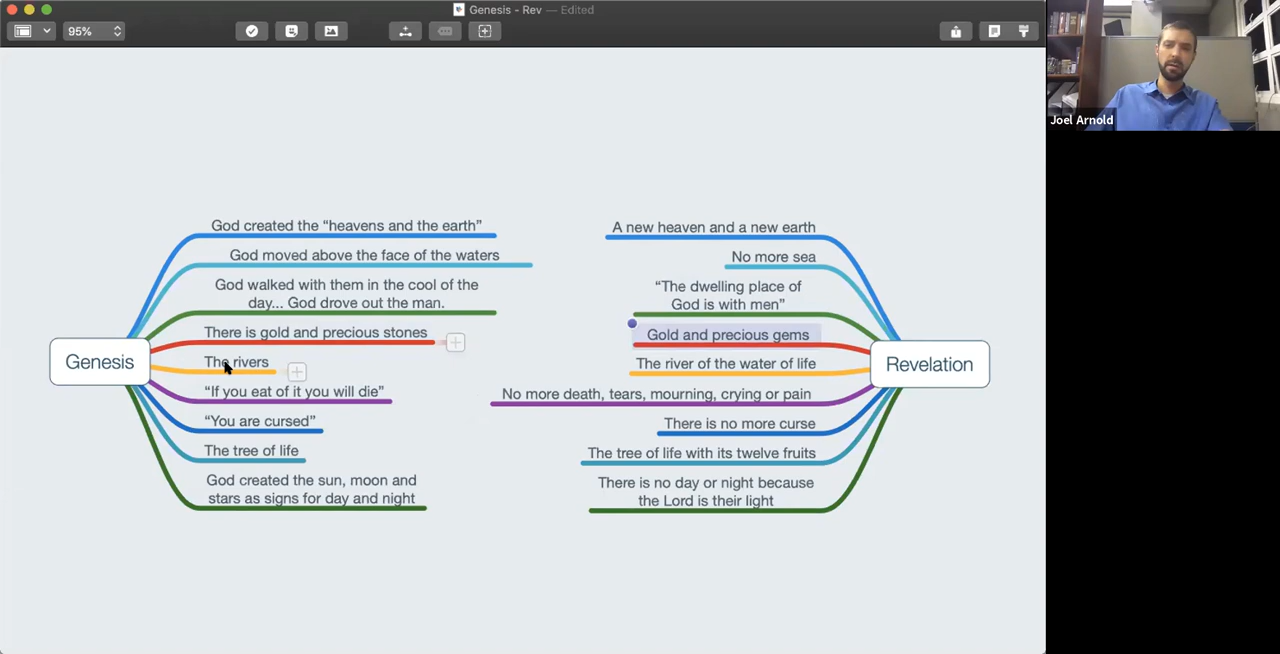 Genesis - Rev — Edited
95%
Joel Arnold
Genesis
God created the “heavens and the earth”
God moved above the face of the waters
God walked with them in the cool of the
day... God drove out the man.
There is gold and precious stones
The rivers
“If you eat of it you will die”
“You are cursed”
The tree of life
God created the sun, moon and
stars as signs for day and night
Revelation
A new heaven and a new earth
No more sea
“The dwelling place of
God is with men”
Gold and precious gems
The river of the water of life
No more death, tears, mourning, crying or pain
There is no more curse
The tree of life with its twelve fruits
There is no day or night because
the Lord is their light